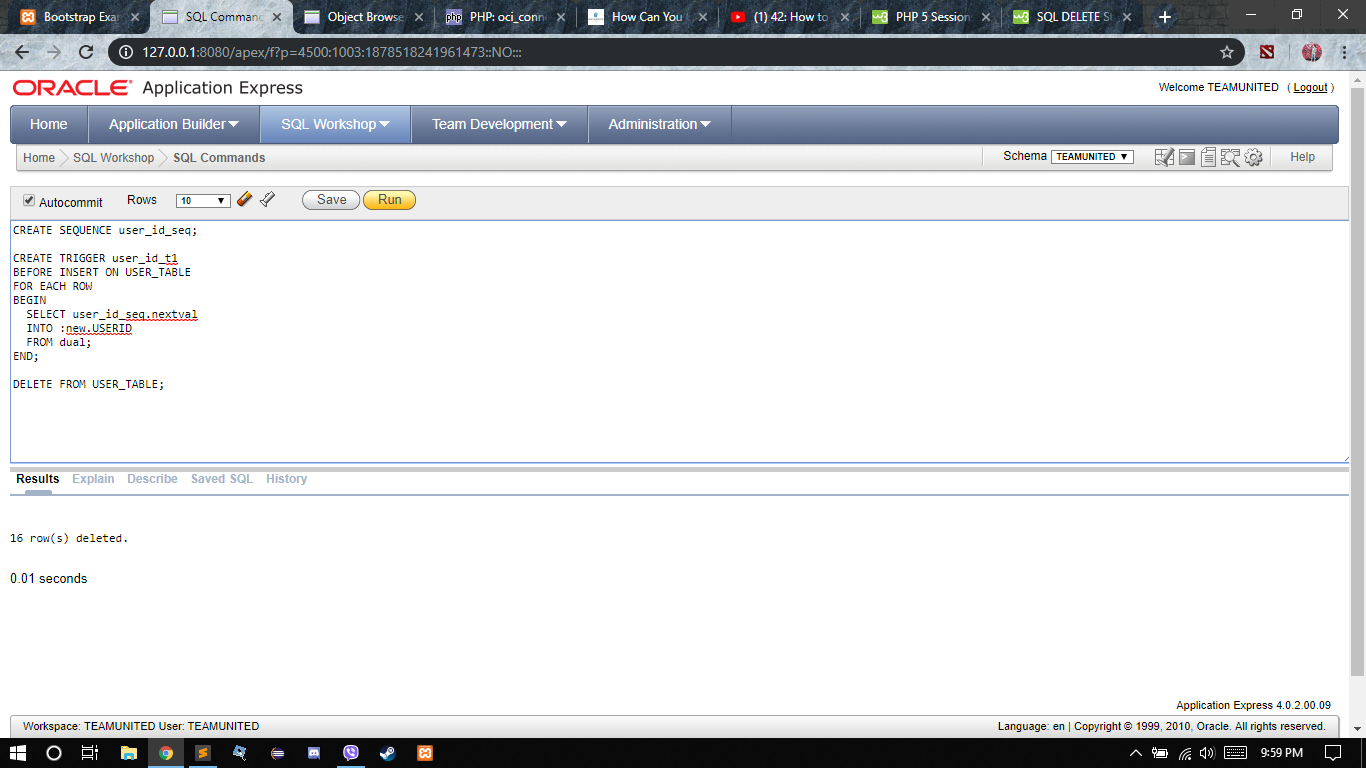 Bootstrap Exa
SQL Comman
Object Browse
PHP: oci_conne
How Can You
(1) 42: How to
PHP 5 Session
SQL DELETE S
127.0.0.1:8080/apex/f?p=4500:1003:1878518241961473::NO:::
ORACLE Application Express
Welcome TEAMUNITED ( Logout )
Home Application Builder SQL Workshop Team Development Administration
Home SQL Workshop SQL Commands
Schema TEAMUNITED Help
Autocommit Rows 10 Save Run
CREATE SEQUENCE user_id_seq;
CREATE TRIGGER user_id_t1
BEFORE INSERT ON USER_TABLE
FOR EACH ROW
BEGIN
SELECT user_id_seq.nextval
INTO :new.USERID
FROM dual;
END;
DELETE FROM USER_TABLE;
Results Explain Describe Saved SQL History
16 row(s) deleted.
0.01 seconds
Application Express 4.0.2.00.09
Workspace: TEAMUNITED User: TEAMUNITED
Language: en | Copyright © 1999, 2010, Oracle. All rights reserved.
9:59 PM